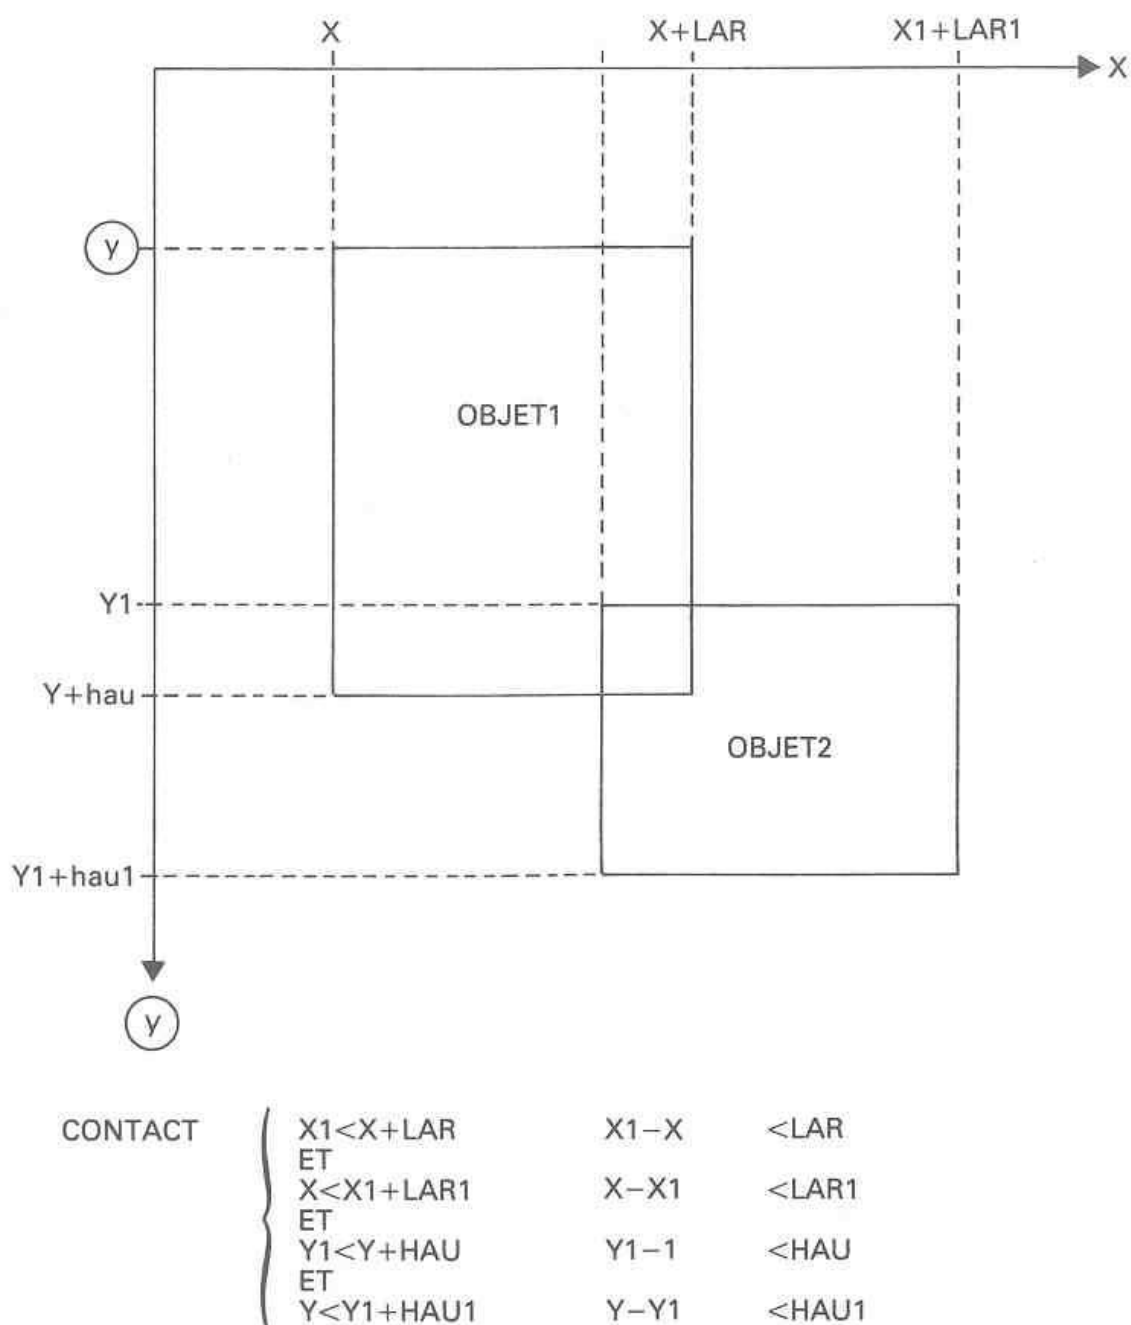 X X+LAR X1+LAR1
X
y
OBJET1
Y1
Y+hau
OBJET2
Y1+hau1
y
CONTACT X1<X+LAR X1–X <LAR
ET
X<X1+LAR1 X–X1 <LAR1
ET
Y1<Y+HAU Y1–1 <HAU
ET
Y<Y1+HAU1 Y–Y1 <HAU1